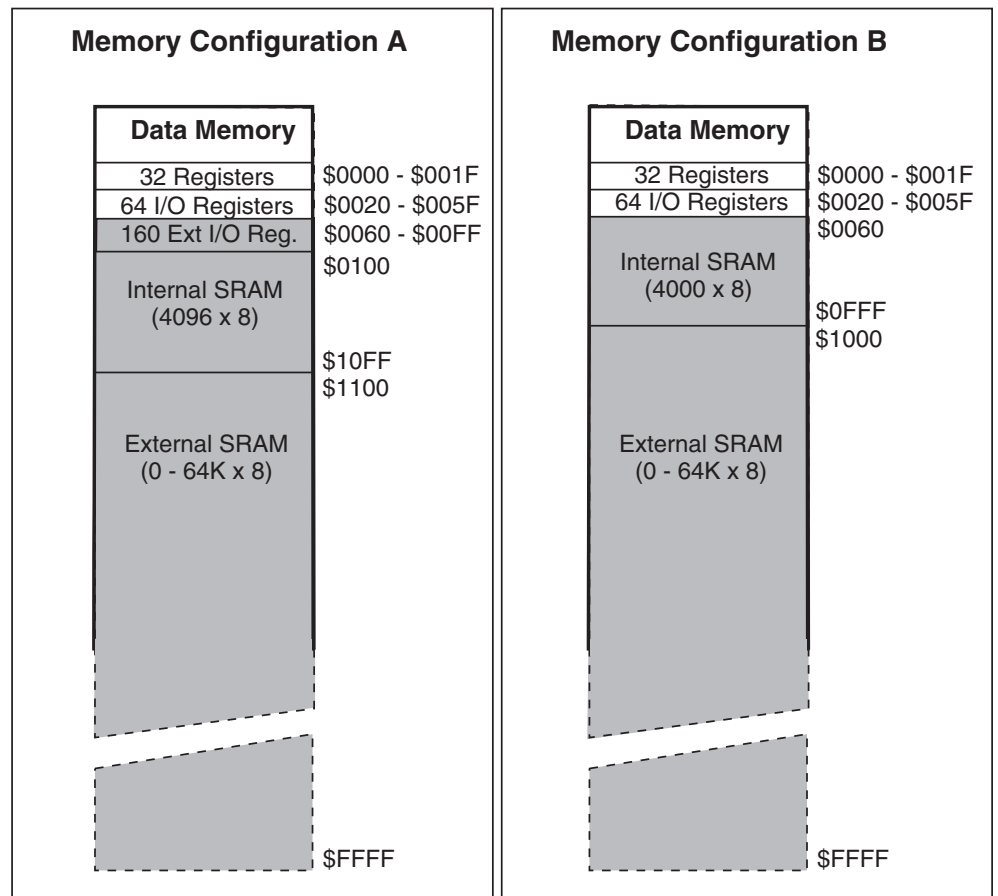 Memory Configuration A
Data Memory
32 Registers
$0000 - $001F
64 I/O Registers
$0020 - $005F
160 Ext I/O Reg.
$0060 - $00FF
$0100
Internal SRAM
(4096 x 8)
$10FF
$1100
External SRAM
(0 - 64K x 8)
$FFFF
Memory Configuration B
Data Memory
32 Registers
$0000 - $001F
64 I/O Registers
$0020 - $005F
$0060
Internal SRAM
(4000 x 8)
$0FFF
$1000
External SRAM
(0 - 64K x 8)
$FFFF